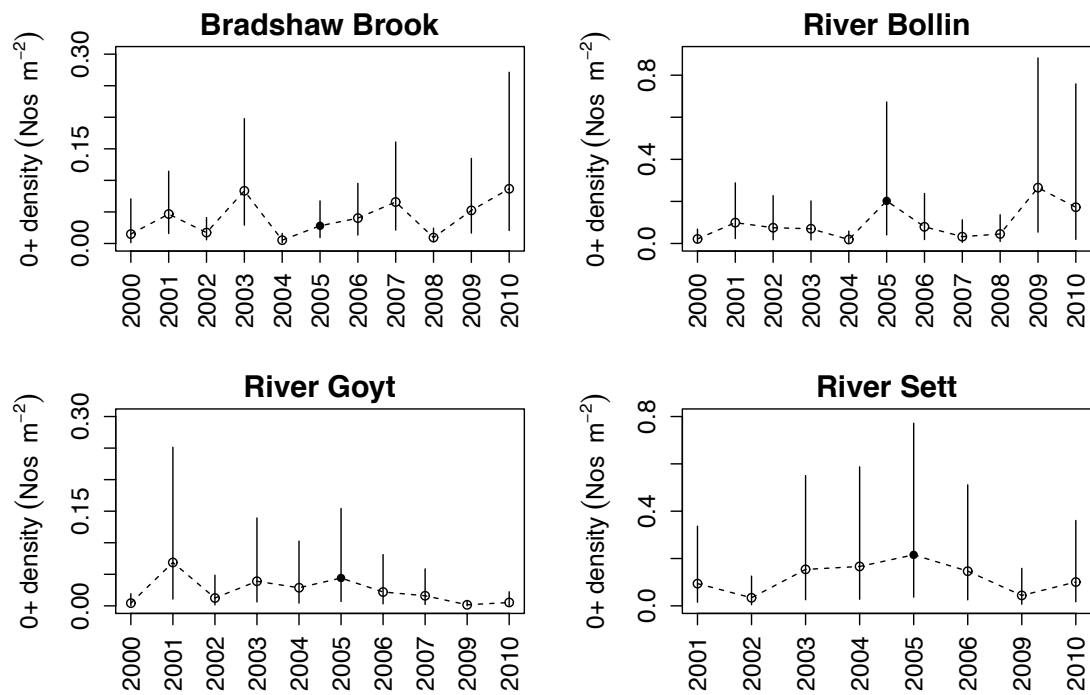 Bradshaw Brook
0+ density (Nos m⁻²)
0.30
0.15
0.00
2000 2001 2002 2003 2004 2005 2006 2007 2008 2009 2010
River Bollin
0+ density (Nos m⁻²)
0.8
0.4
0.0
2000 2001 2002 2003 2004 2005 2006 2007 2008 2009 2010
River Goyt
0+ density (Nos m⁻²)
0.30
0.15
0.00
2000 2001 2002 2003 2004 2005 2006 2007 2009 2010
River Sett
0+ density (Nos m⁻²)
0.8
0.4
0.0
2001 2002 2003 2004 2005 2006 2009 2010